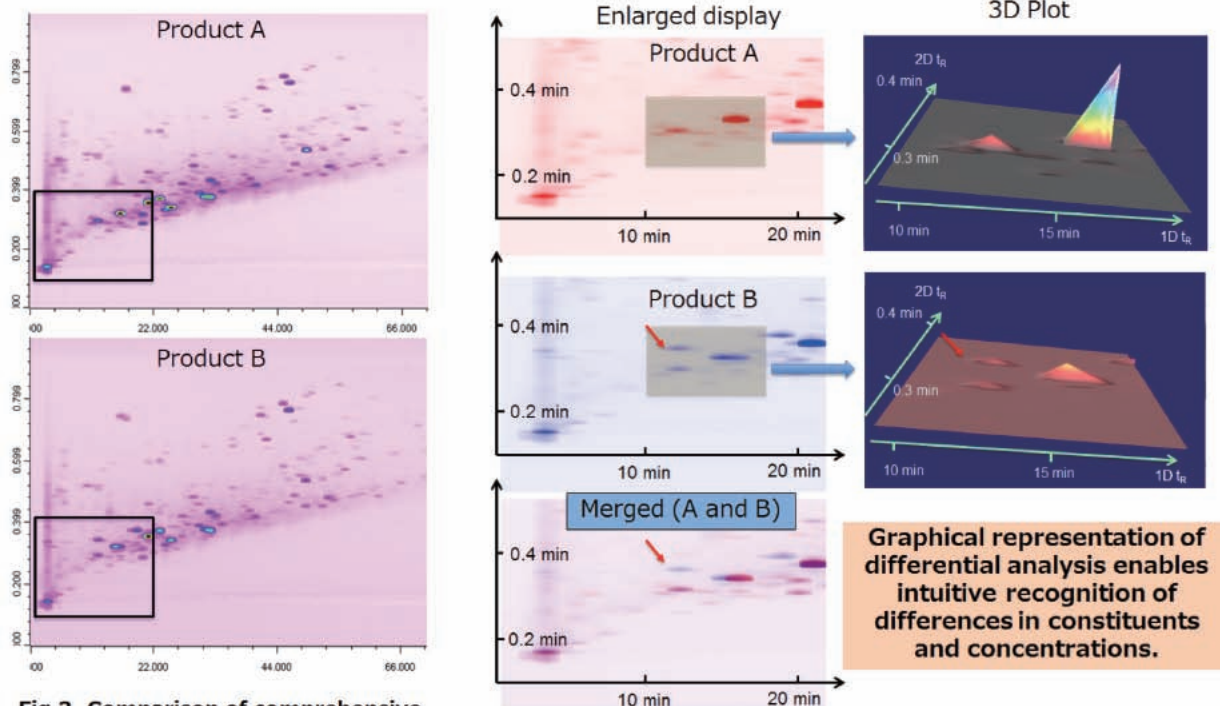 Product A
0.799
0.599
0.399
0.200
000
:00
22.000
44.000
66.000
Product B
0.799
0.599
0.399
0.200
000
:00
22.000
44.000
66.000
Enlarged display
Product A
0.4 min
0.2 min
10 min
20 min
Product B
0.4 min
0.2 min
10 min
20 min
Merged (A and B)
0.4 min
0.2 min
10 min
20 min
3D Plot
2D tR
0.4 min
0.3 min
10 min
15 min
1D tR
2D tR
0.4 min
0.3 min
10 min
15 min
1D tR
Graphical representation of
differential analysis enables
intuitive recognition of
differences in constituents
and concentrations.
Fig.2 Comparison of comprehensive